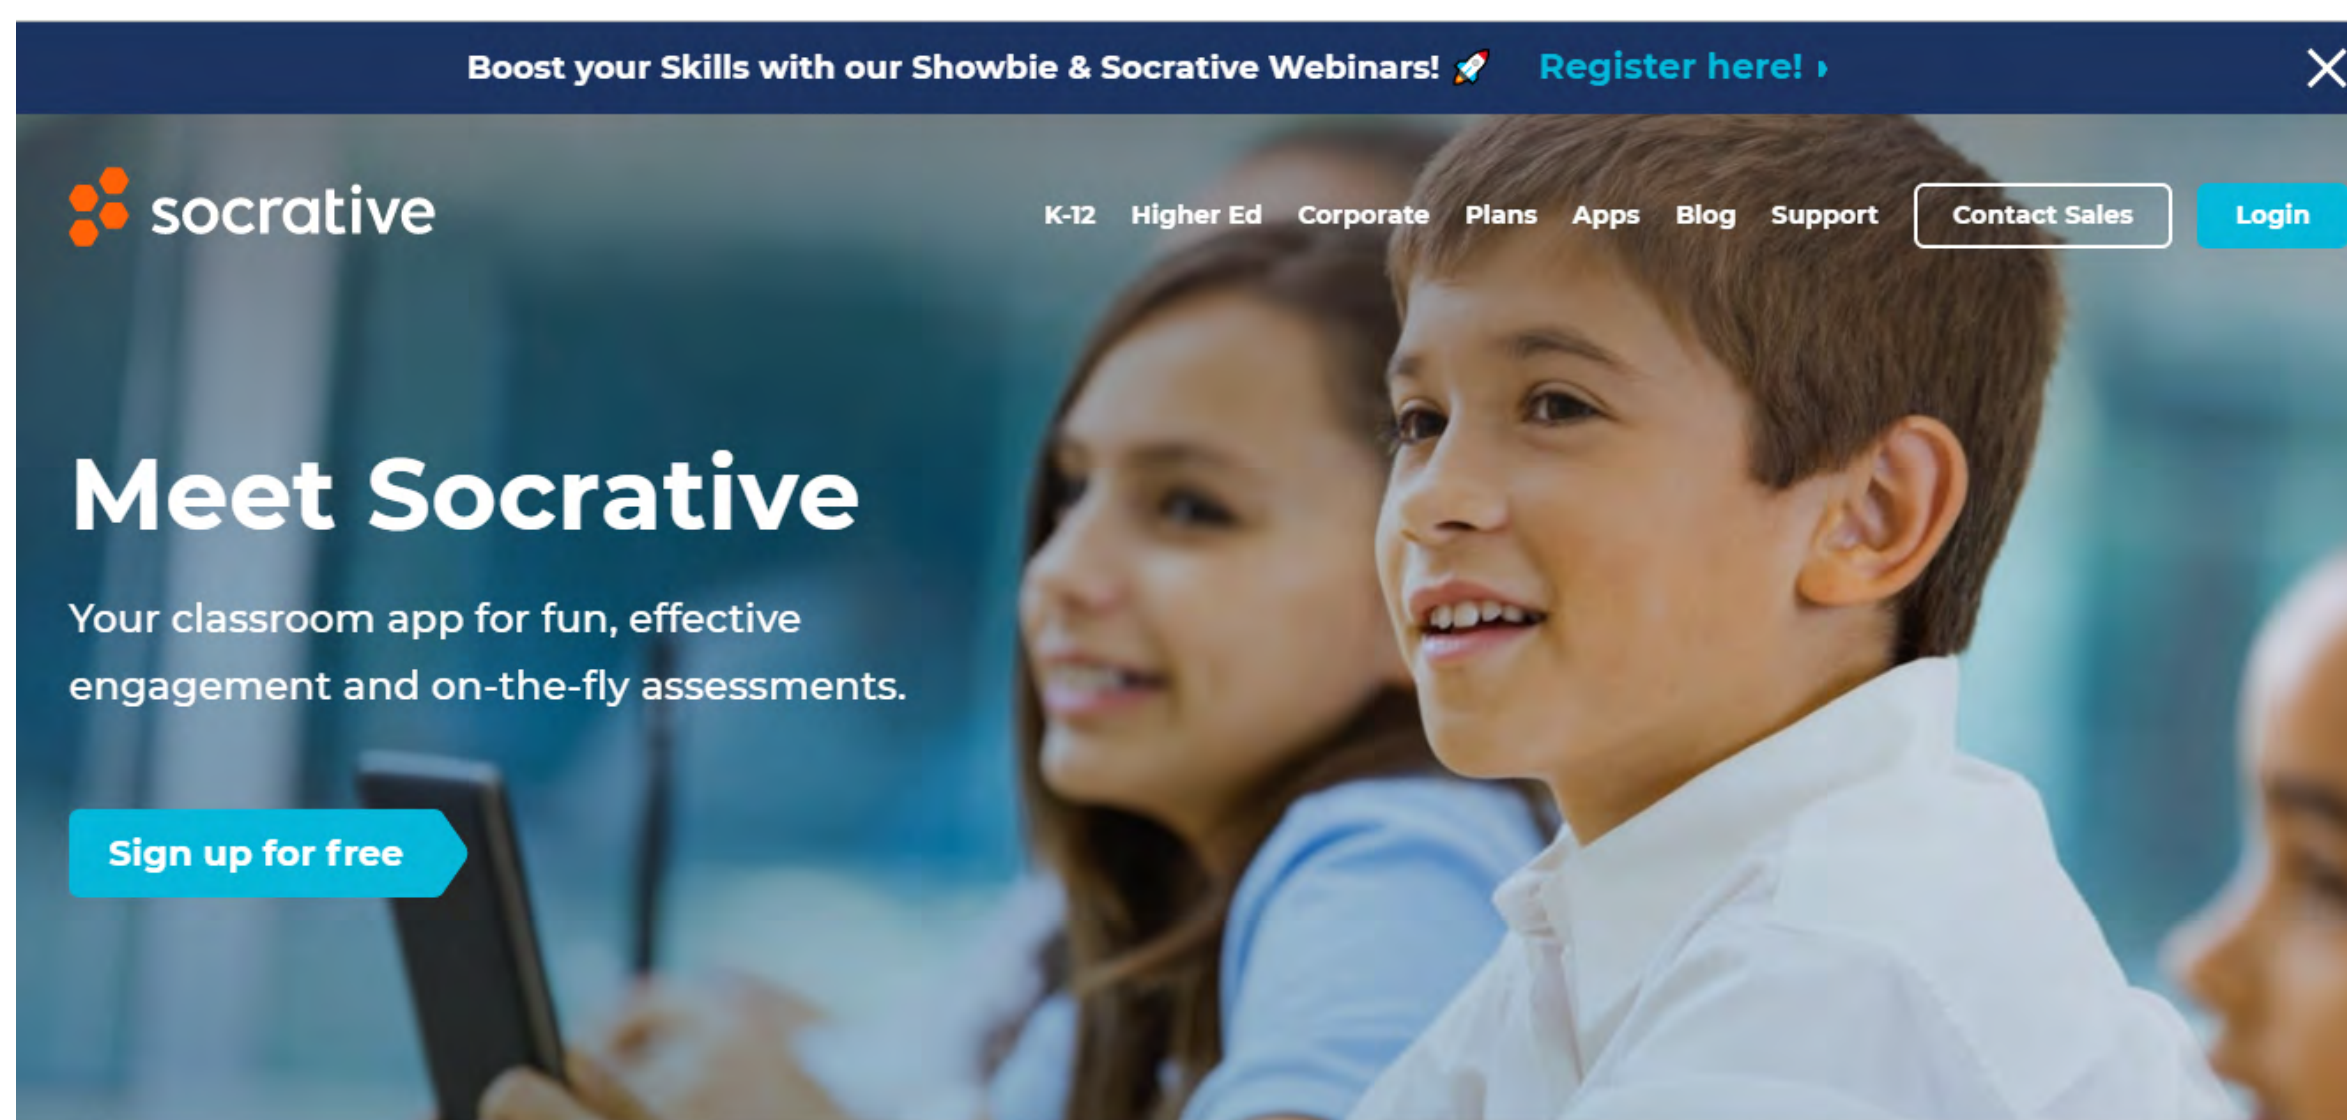 Boost your Skills with our Showbie & Socrative Webinars! 🚀 Register here!
socrative
K-12 Higher Ed Corporate Plans Apps Blog Support Contact Sales Login
Meet Socrative
Your classroom app for fun, effective
engagement and on-the-fly assessments.
Sign up for free